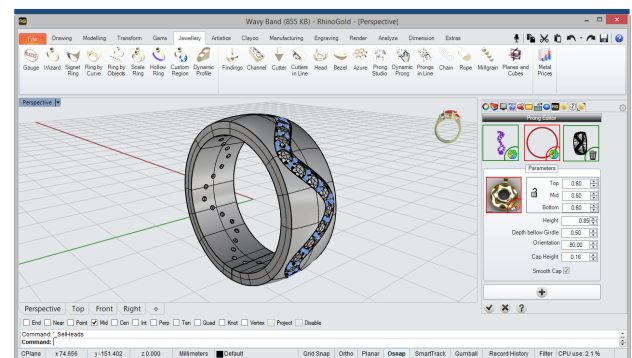 Wavy Band (855 KB) - RhinoGold - [Perspective]
File Drawing Modelling Transform Gems Jewellery Artistics Clayoo Manufacturing Engraving Render Analyze Dimension Extras
Gauge Wizard Signet Ring Ring by Curve Ring by Objects Scale Ring Hollow Ring Custom Region Dynamic Profile Findings Channel Cutter Cutters in Line Head Bezel Azure Prong Studio Dynamic Prong Prongs in Line Chain Rope Millgrain Planes and Cubes Metal Prices
Perspective
Prong Editor
Parameters
Top 0.60
Mid 0.60
Bottom 0.60
Height 0,85
Depth bellow Girdle 0.50
Orientation 90,00
Cap Height 0,16
Smooth Cap
Perspective Top Front Right
End Near Point Mid Cen Int Perp Tan Quad Knot Vertex Project Disable
Command: '_SelHeads
Command:
CPlane x 74.656 y -151.402 z 0.000 Millimeters Default Grid Snap Ortho Planar Osnap SmartTrack Gumball Record History Filter CPU use: 2.1 %